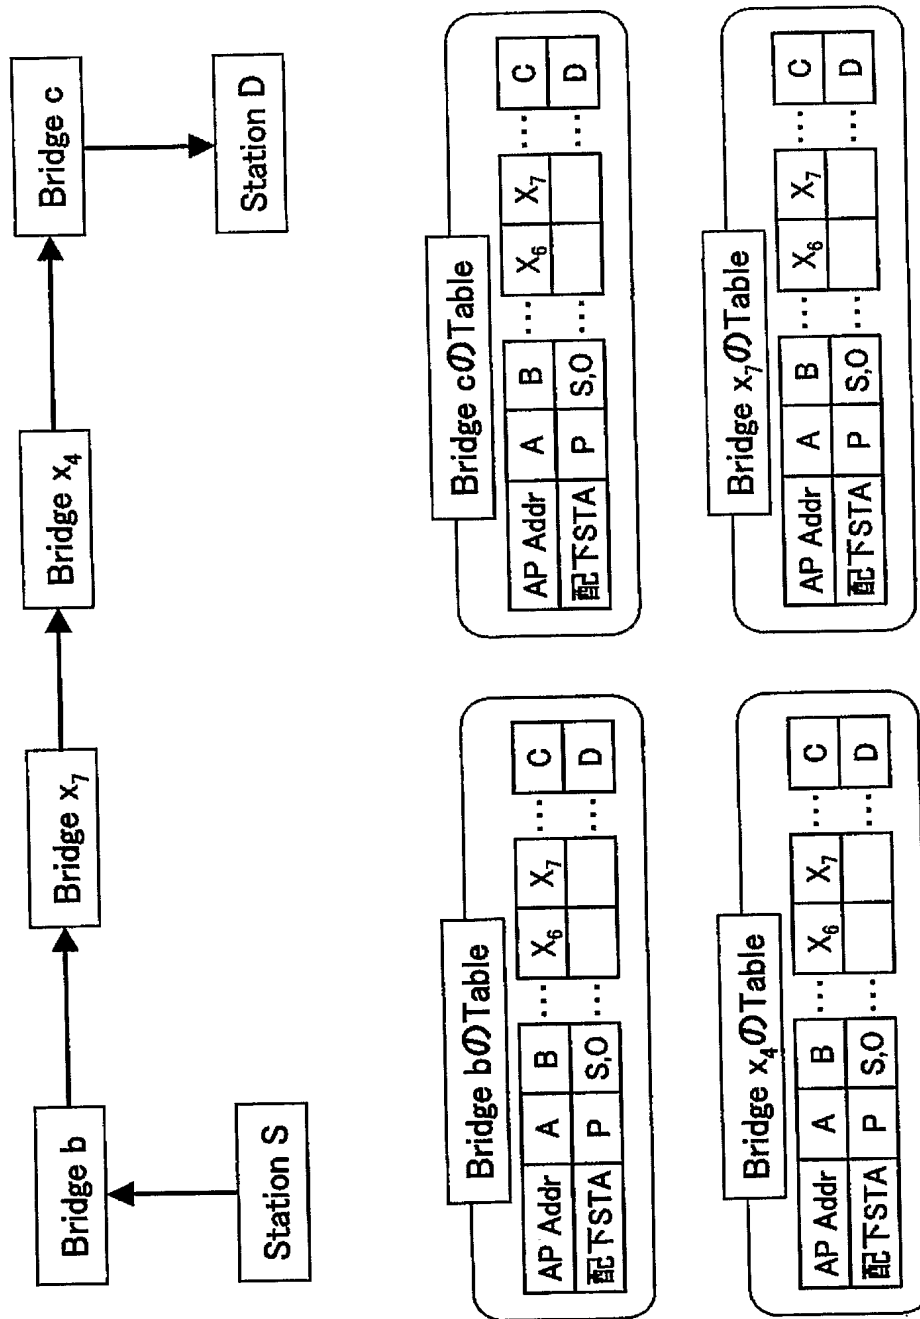 Bridge b
Bridge x₇
Bridge x₄
Bridge c
Station S
Station D
Bridge bのTable
AP Addr A B ... X₆ X₇ ... C
配下STA P S,O ... ... D
Bridge cのTable
AP Addr A B ... X₆ X₇ ... C
配下STA P S,O ... ... D
Bridge x₄のTable
AP Addr A B ... X₆ X₇ ... C
配下STA P S,O ... ... D
Bridge x₇のTable
AP Addr A B ... X₆ X₇ ... C
配下STA P S,O ... ... D